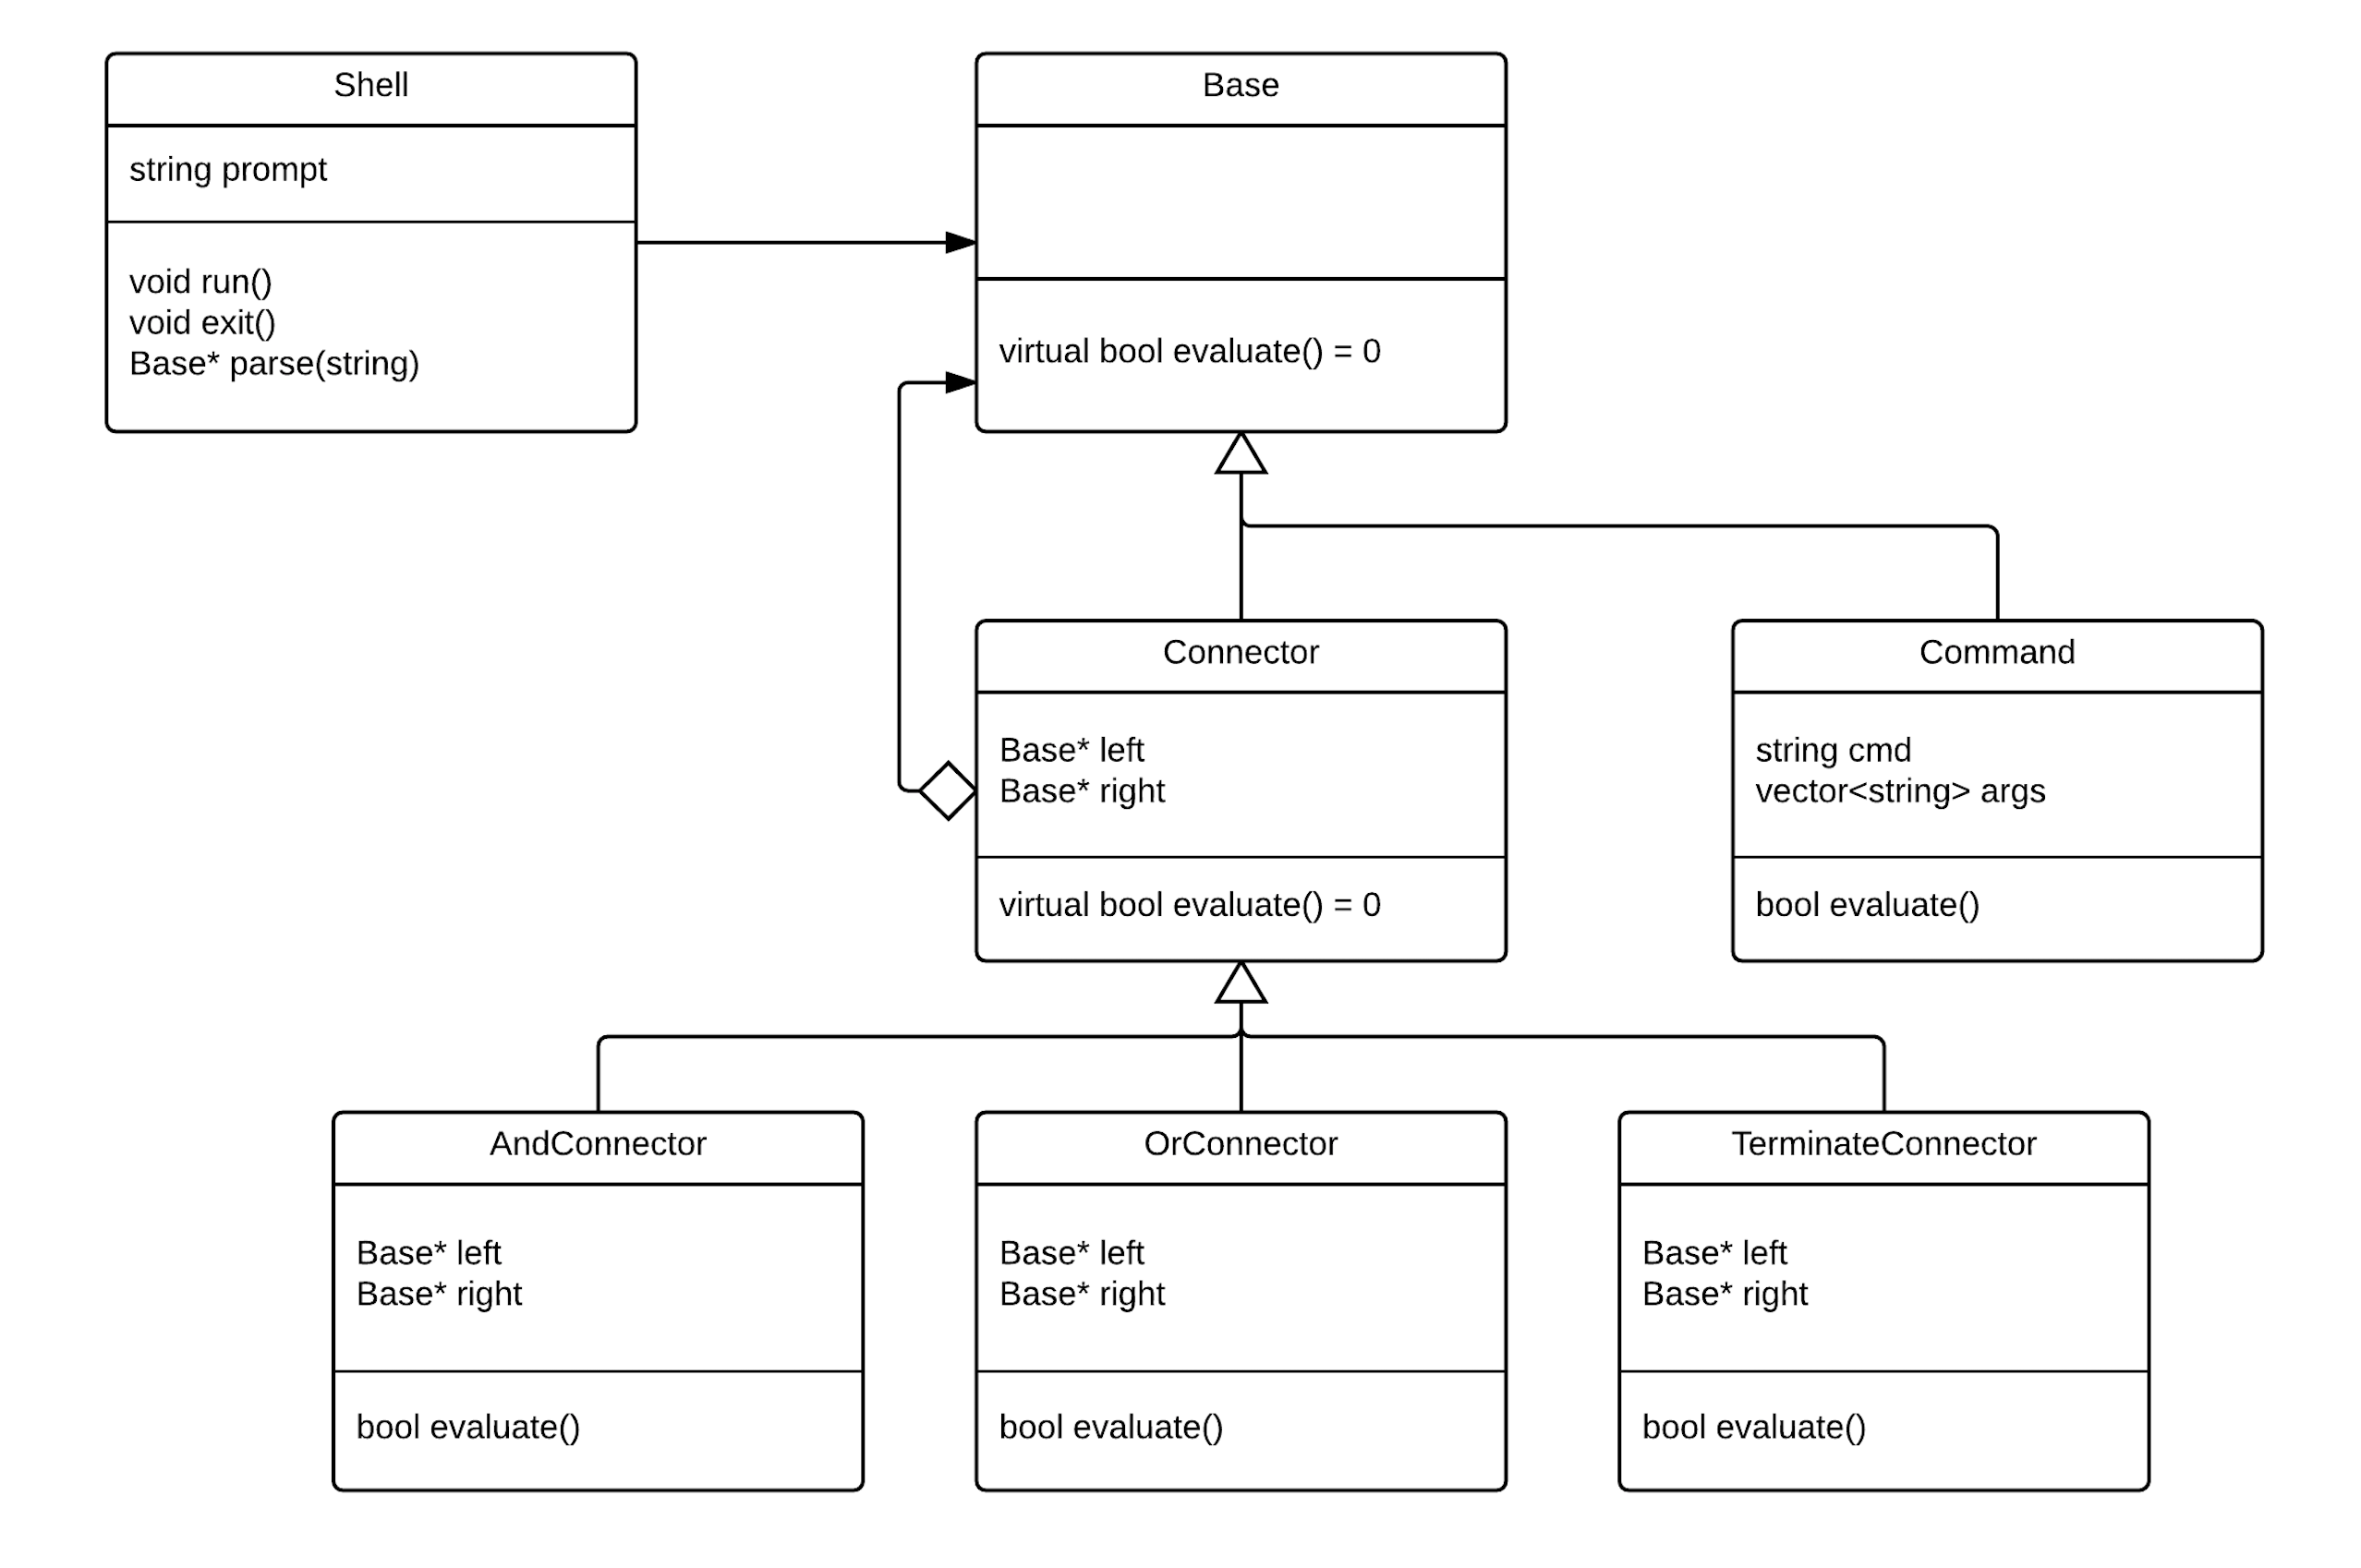 Shell
string prompt
void run()
void exit()
Base* parse(string)
Base
virtual bool evaluate() = 0
Connector
Base* left
Base* right
virtual bool evaluate() = 0
Command
string cmd
vector<string> args
bool evaluate()
AndConnector
Base* left
Base* right
bool evaluate()
OrConnector
Base* left
Base* right
bool evaluate()
TerminateConnector
Base* left
Base* right
bool evaluate()